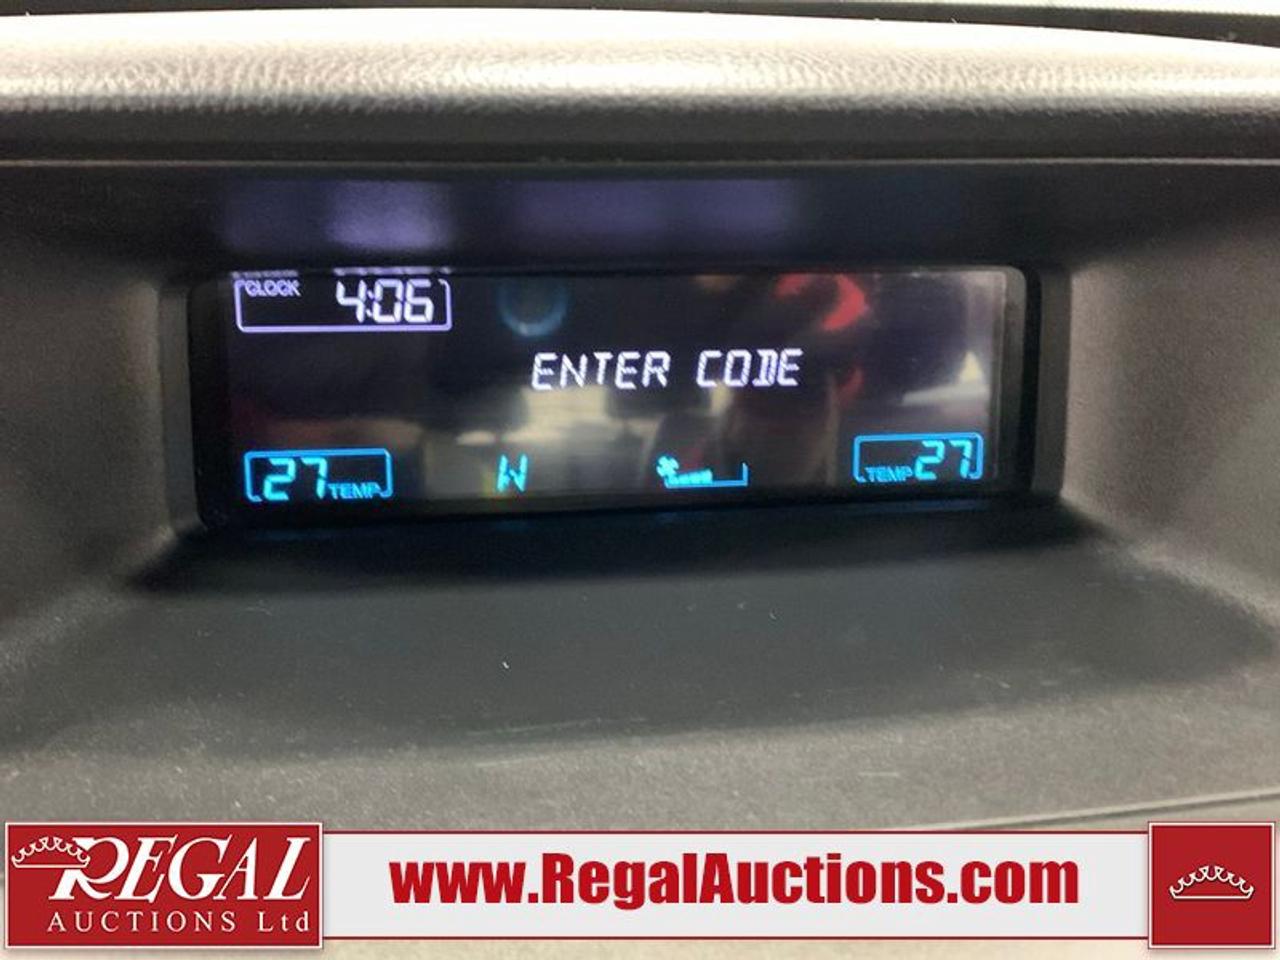 CLOCK 4:06
ENTER CODE
27 TEMP W TEMP 27
REGAL
AUCTIONS Ltd
www.RegalAuctions.com